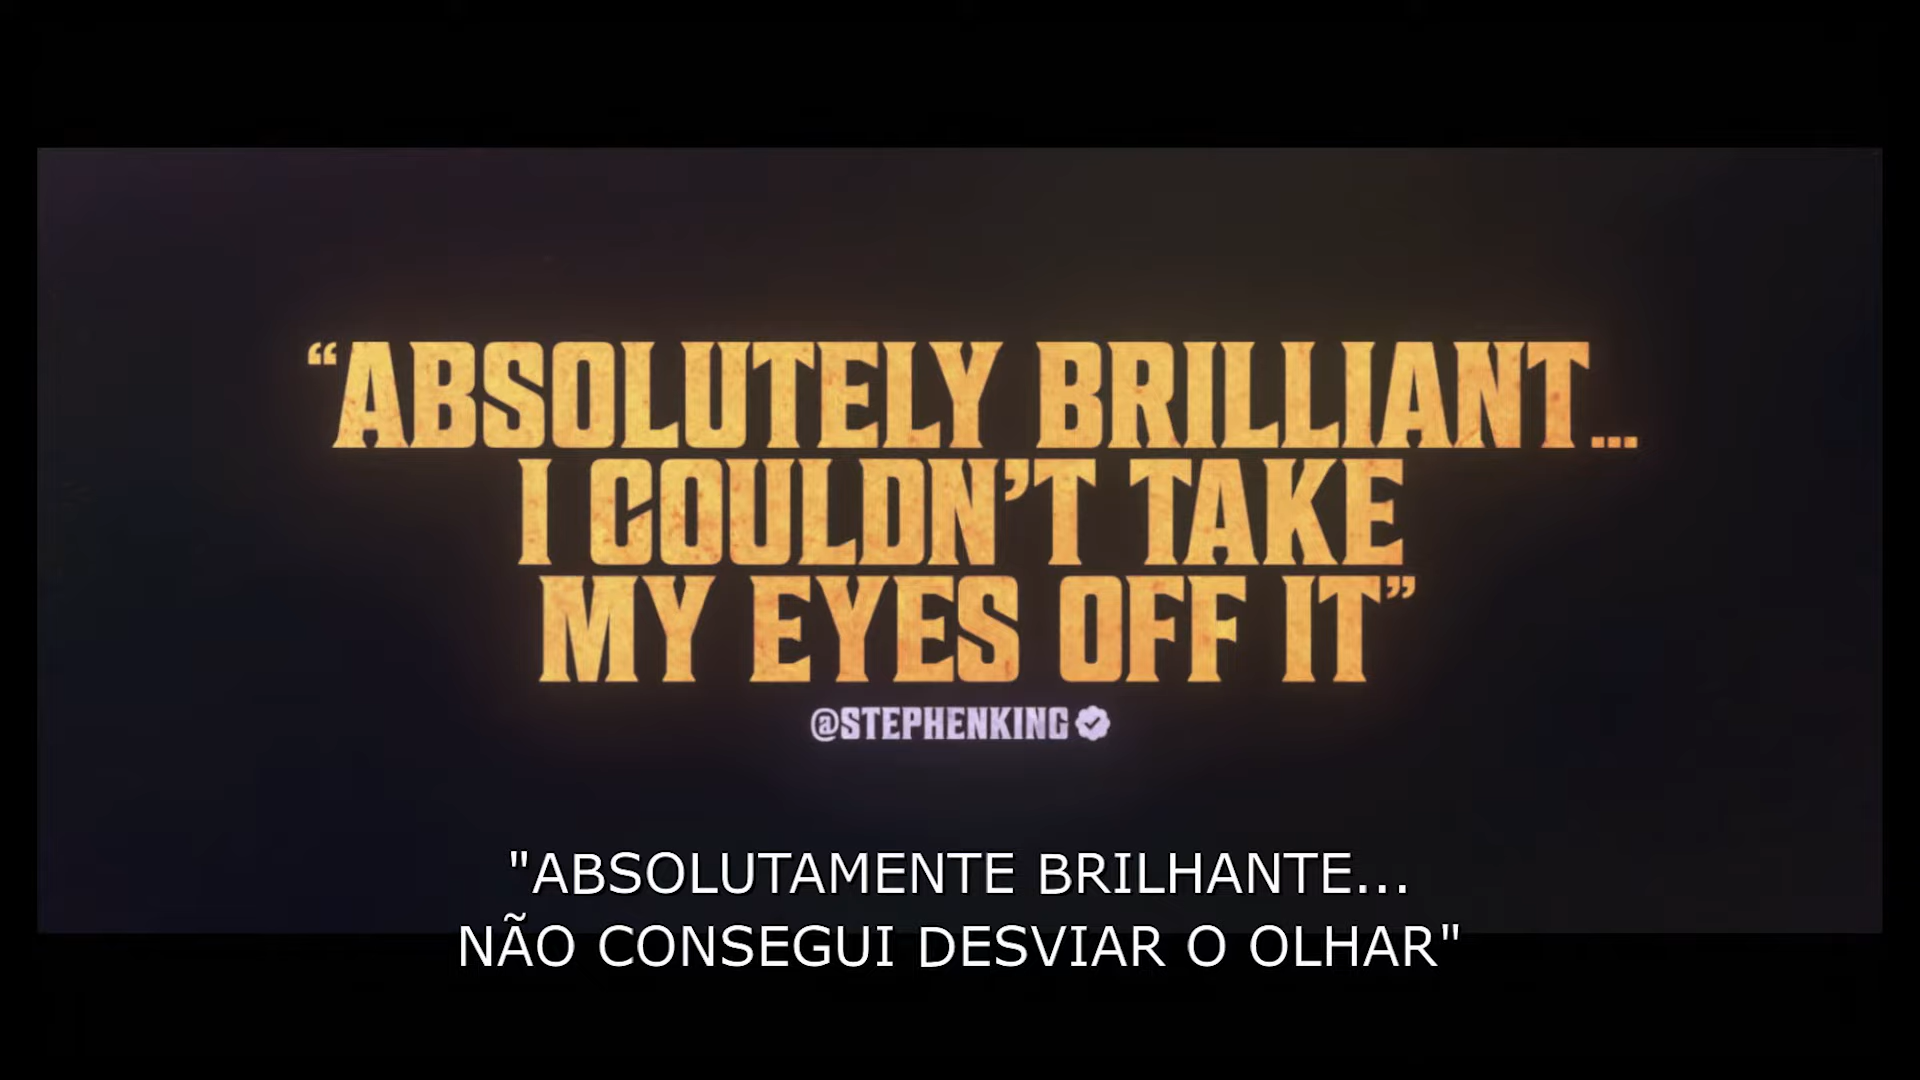 “ABSOLUTELY BRILLIANT...
I COULDN’T TAKE
MY EYES OFF IT”
@STEPHENKING
"ABSOLUTAMENTE BRILHANTE...
NÃO CONSEGUI DESVIAR O OLHAR"